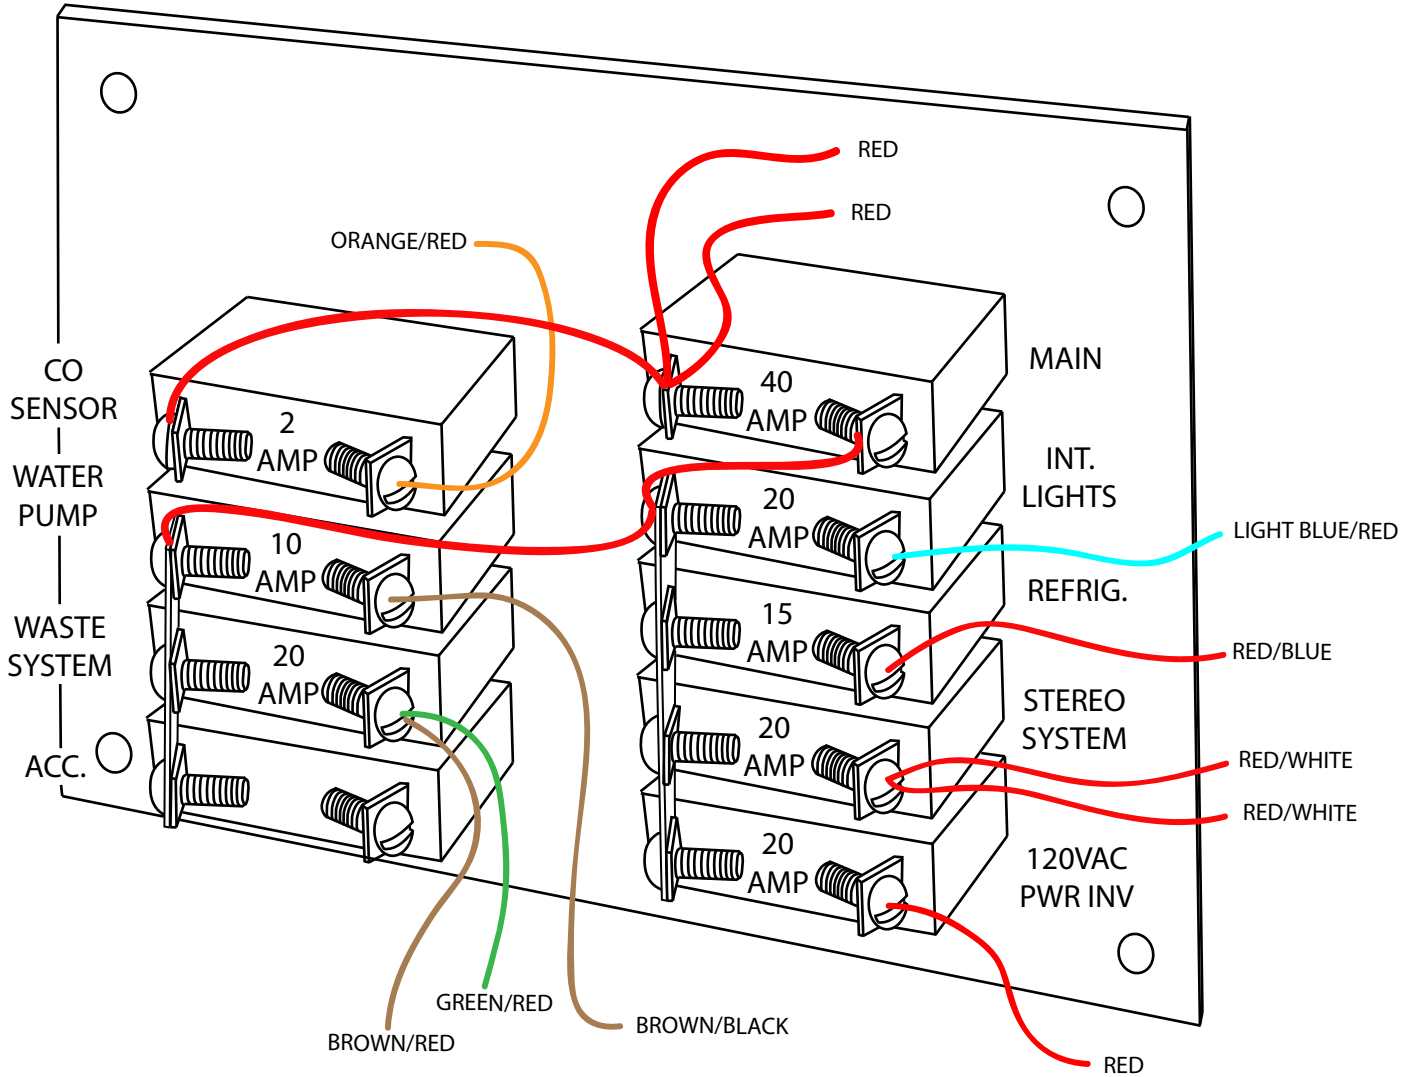 RED
RED
ORANGE/RED
CO
SENSOR
2
AMP
WATER
PUMP
10
AMP
WASTE
SYSTEM
20
AMP
ACC.
40
AMP
MAIN
20
AMP
INT.
LIGHTS
LIGHT BLUE/RED
15
AMP
REFRIG.
RED/BLUE
20
AMP
STEREO
SYSTEM
RED/WHITE
RED/WHITE
20
AMP
120VAC
PWR INV
GREEN/RED
BROWN/RED
BROWN/BLACK
RED